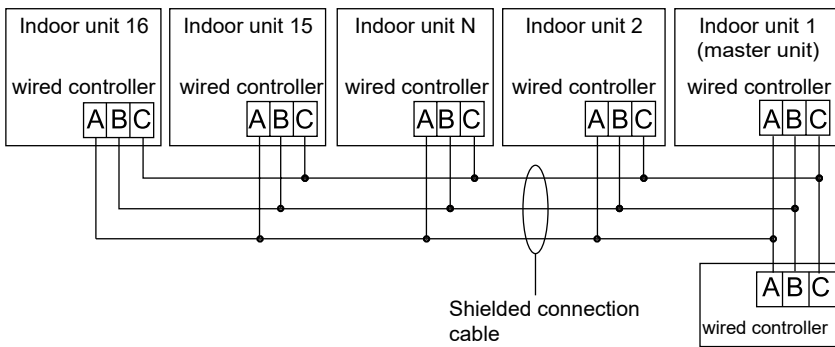 Indoor unit 16
wired controller
A B C
Indoor unit 15
wired controller
A B C
Indoor unit N
wired controller
A B C
Indoor unit 2
wired controller
A B C
Indoor unit 1
(master unit)
wired controller
A B C
Shielded connection
cable
A B C
wired controller